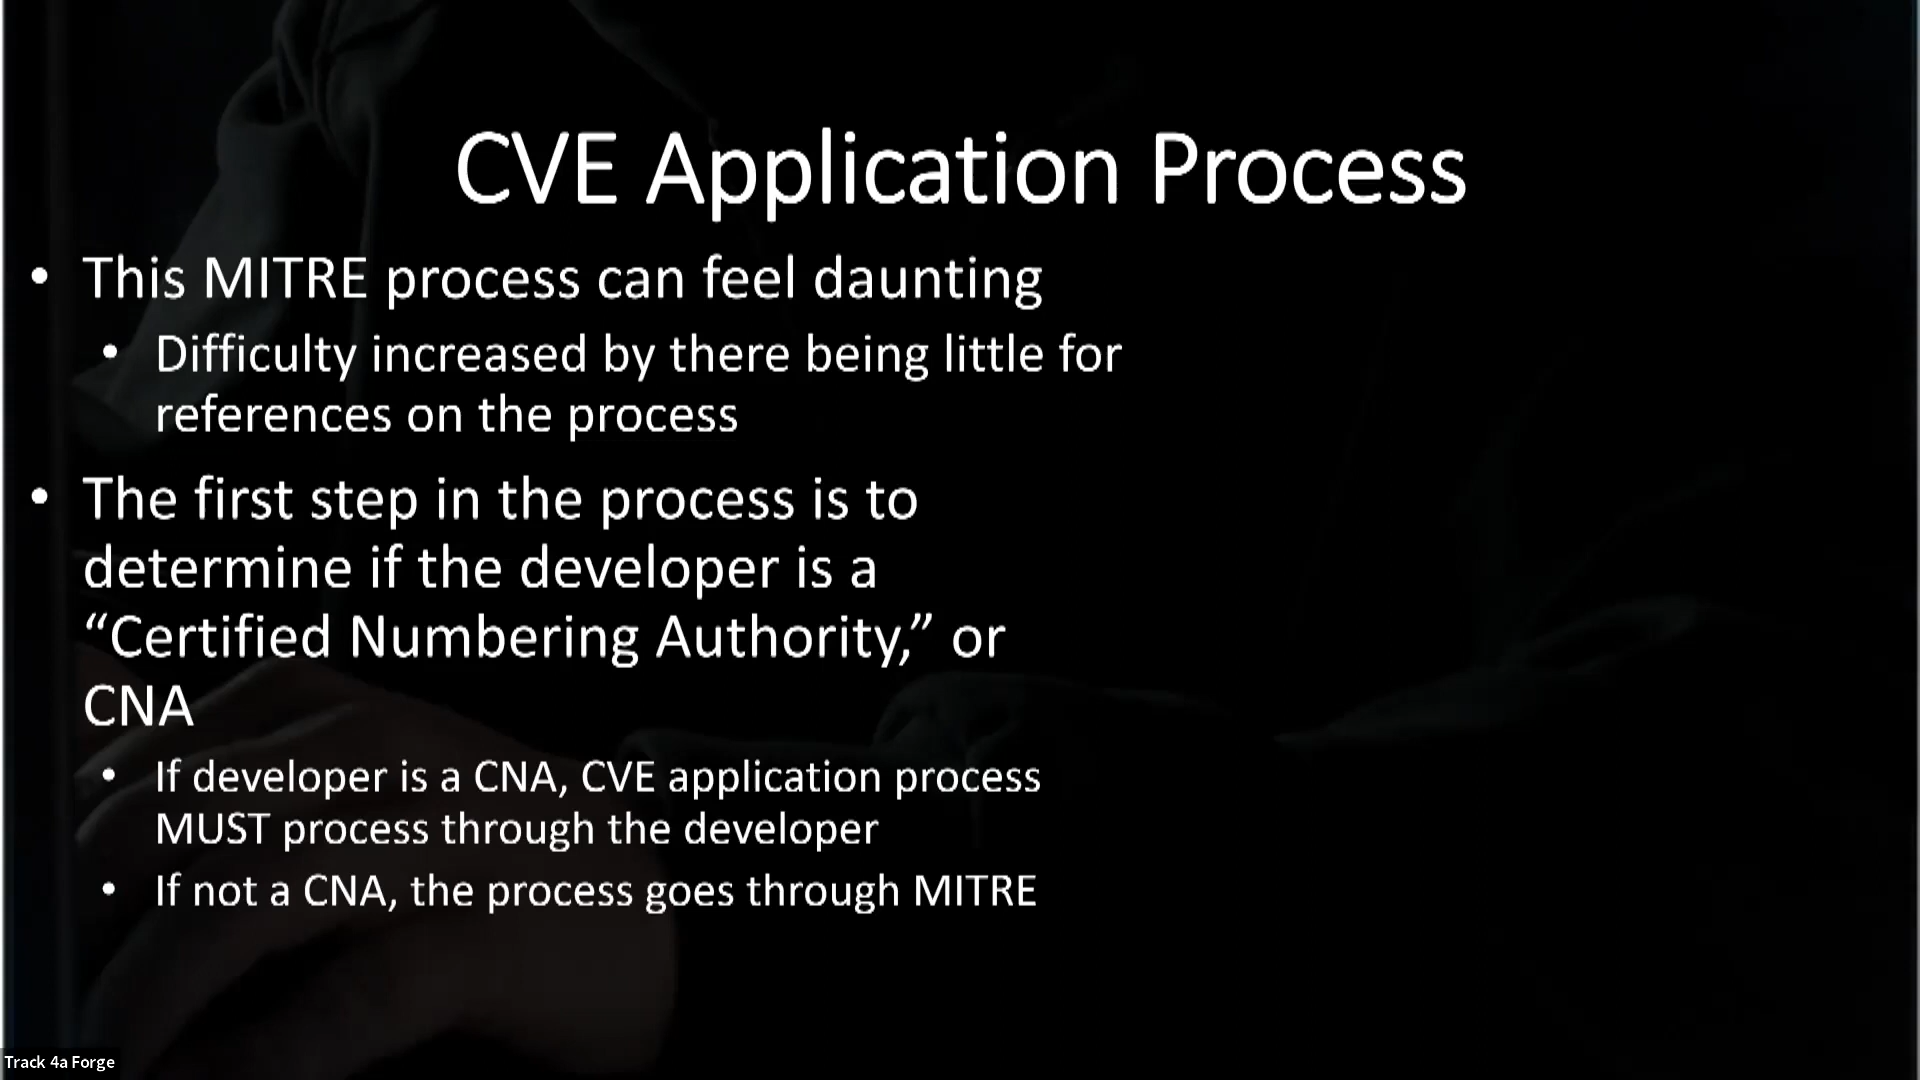 CVE Application Process
• This MITRE process can feel daunting
• Difficulty increased by there being little for
references on the process
• The first step in the process is to
determine if the developer is a
“Certified Numbering Authority,” or
CNA
• If developer is a CNA, CVE application process
MUST process through the developer
• If not a CNA, the process goes through MITRE
Track 4a Forge